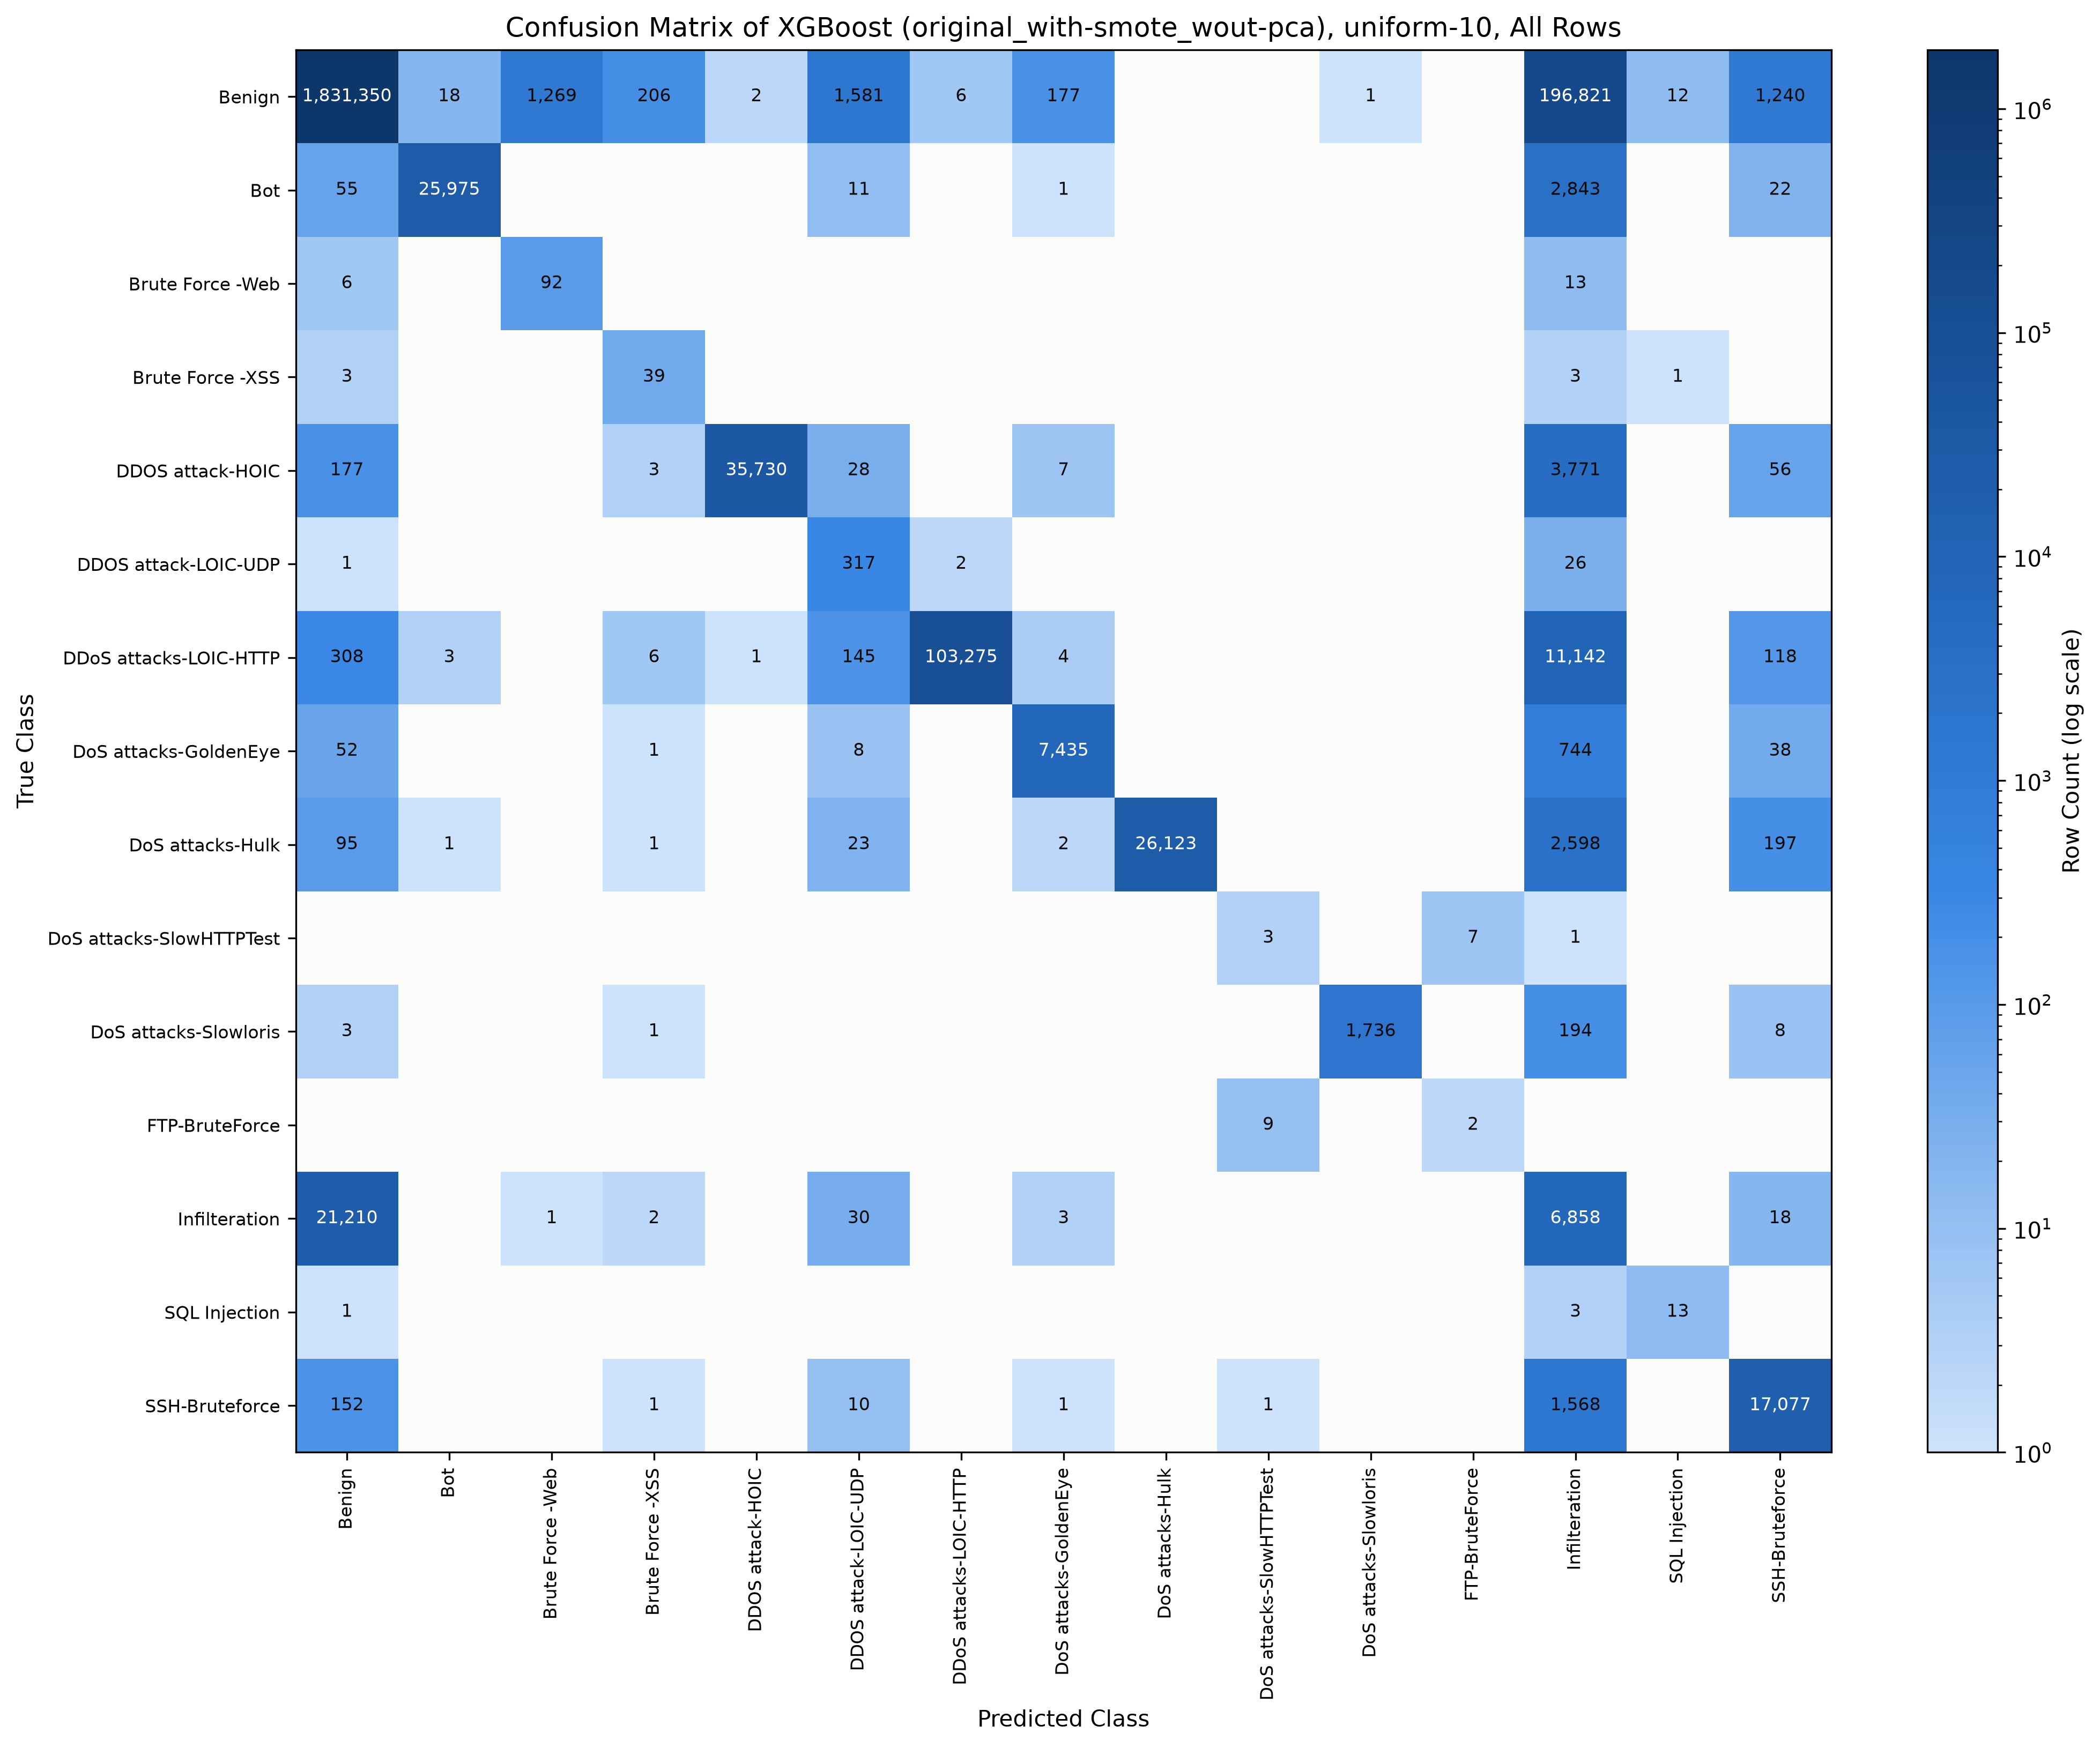 Confusion Matrix of XGBoost (original_with-smote_wout-pca), uniform-10, All Rows
True Class
Benign 1,831,350 18 1,269 206 2 1,581 6 177 1 196,821 12 1,240
Bot 55 25,975 11 1 2,843 22
Brute Force -Web 6 92 13
Brute Force -XSS 3 39 3 1
DDOS attack-HOIC 177 3 35,730 28 7 3,771 56
DDOS attack-LOIC-UDP 1 317 2 26
DDoS attacks-LOIC-HTTP 308 3 6 1 145 103,275 4 11,142 118
DoS attacks-GoldenEye 52 1 8 7,435 744 38
DoS attacks-Hulk 95 1 1 23 2 26,123 2,598 197
DoS attacks-SlowHTTPTest 3 7 1
DoS attacks-Slowloris 3 1 1,736 194 8
FTP-BruteForce 9 2
Infilteration 21,210 1 2 30 3 6,858 18
SQL Injection 1 3 13
SSH-Bruteforce 152 1 10 1 1 1,568 17,077
Benign
Bot
Brute Force -Web
Brute Force -XSS
DDOS attack-HOIC
DDOS attack-LOIC-UDP
DDoS attacks-LOIC-HTTP
DoS attacks-GoldenEye
DoS attacks-Hulk
DoS attacks-SlowHTTPTest
DoS attacks-Slowloris
FTP-BruteForce
Infilteration
SQL Injection
SSH-Bruteforce
Predicted Class
10⁶
10⁵
10⁴
10³
10²
10¹
10⁰
Row Count (log scale)